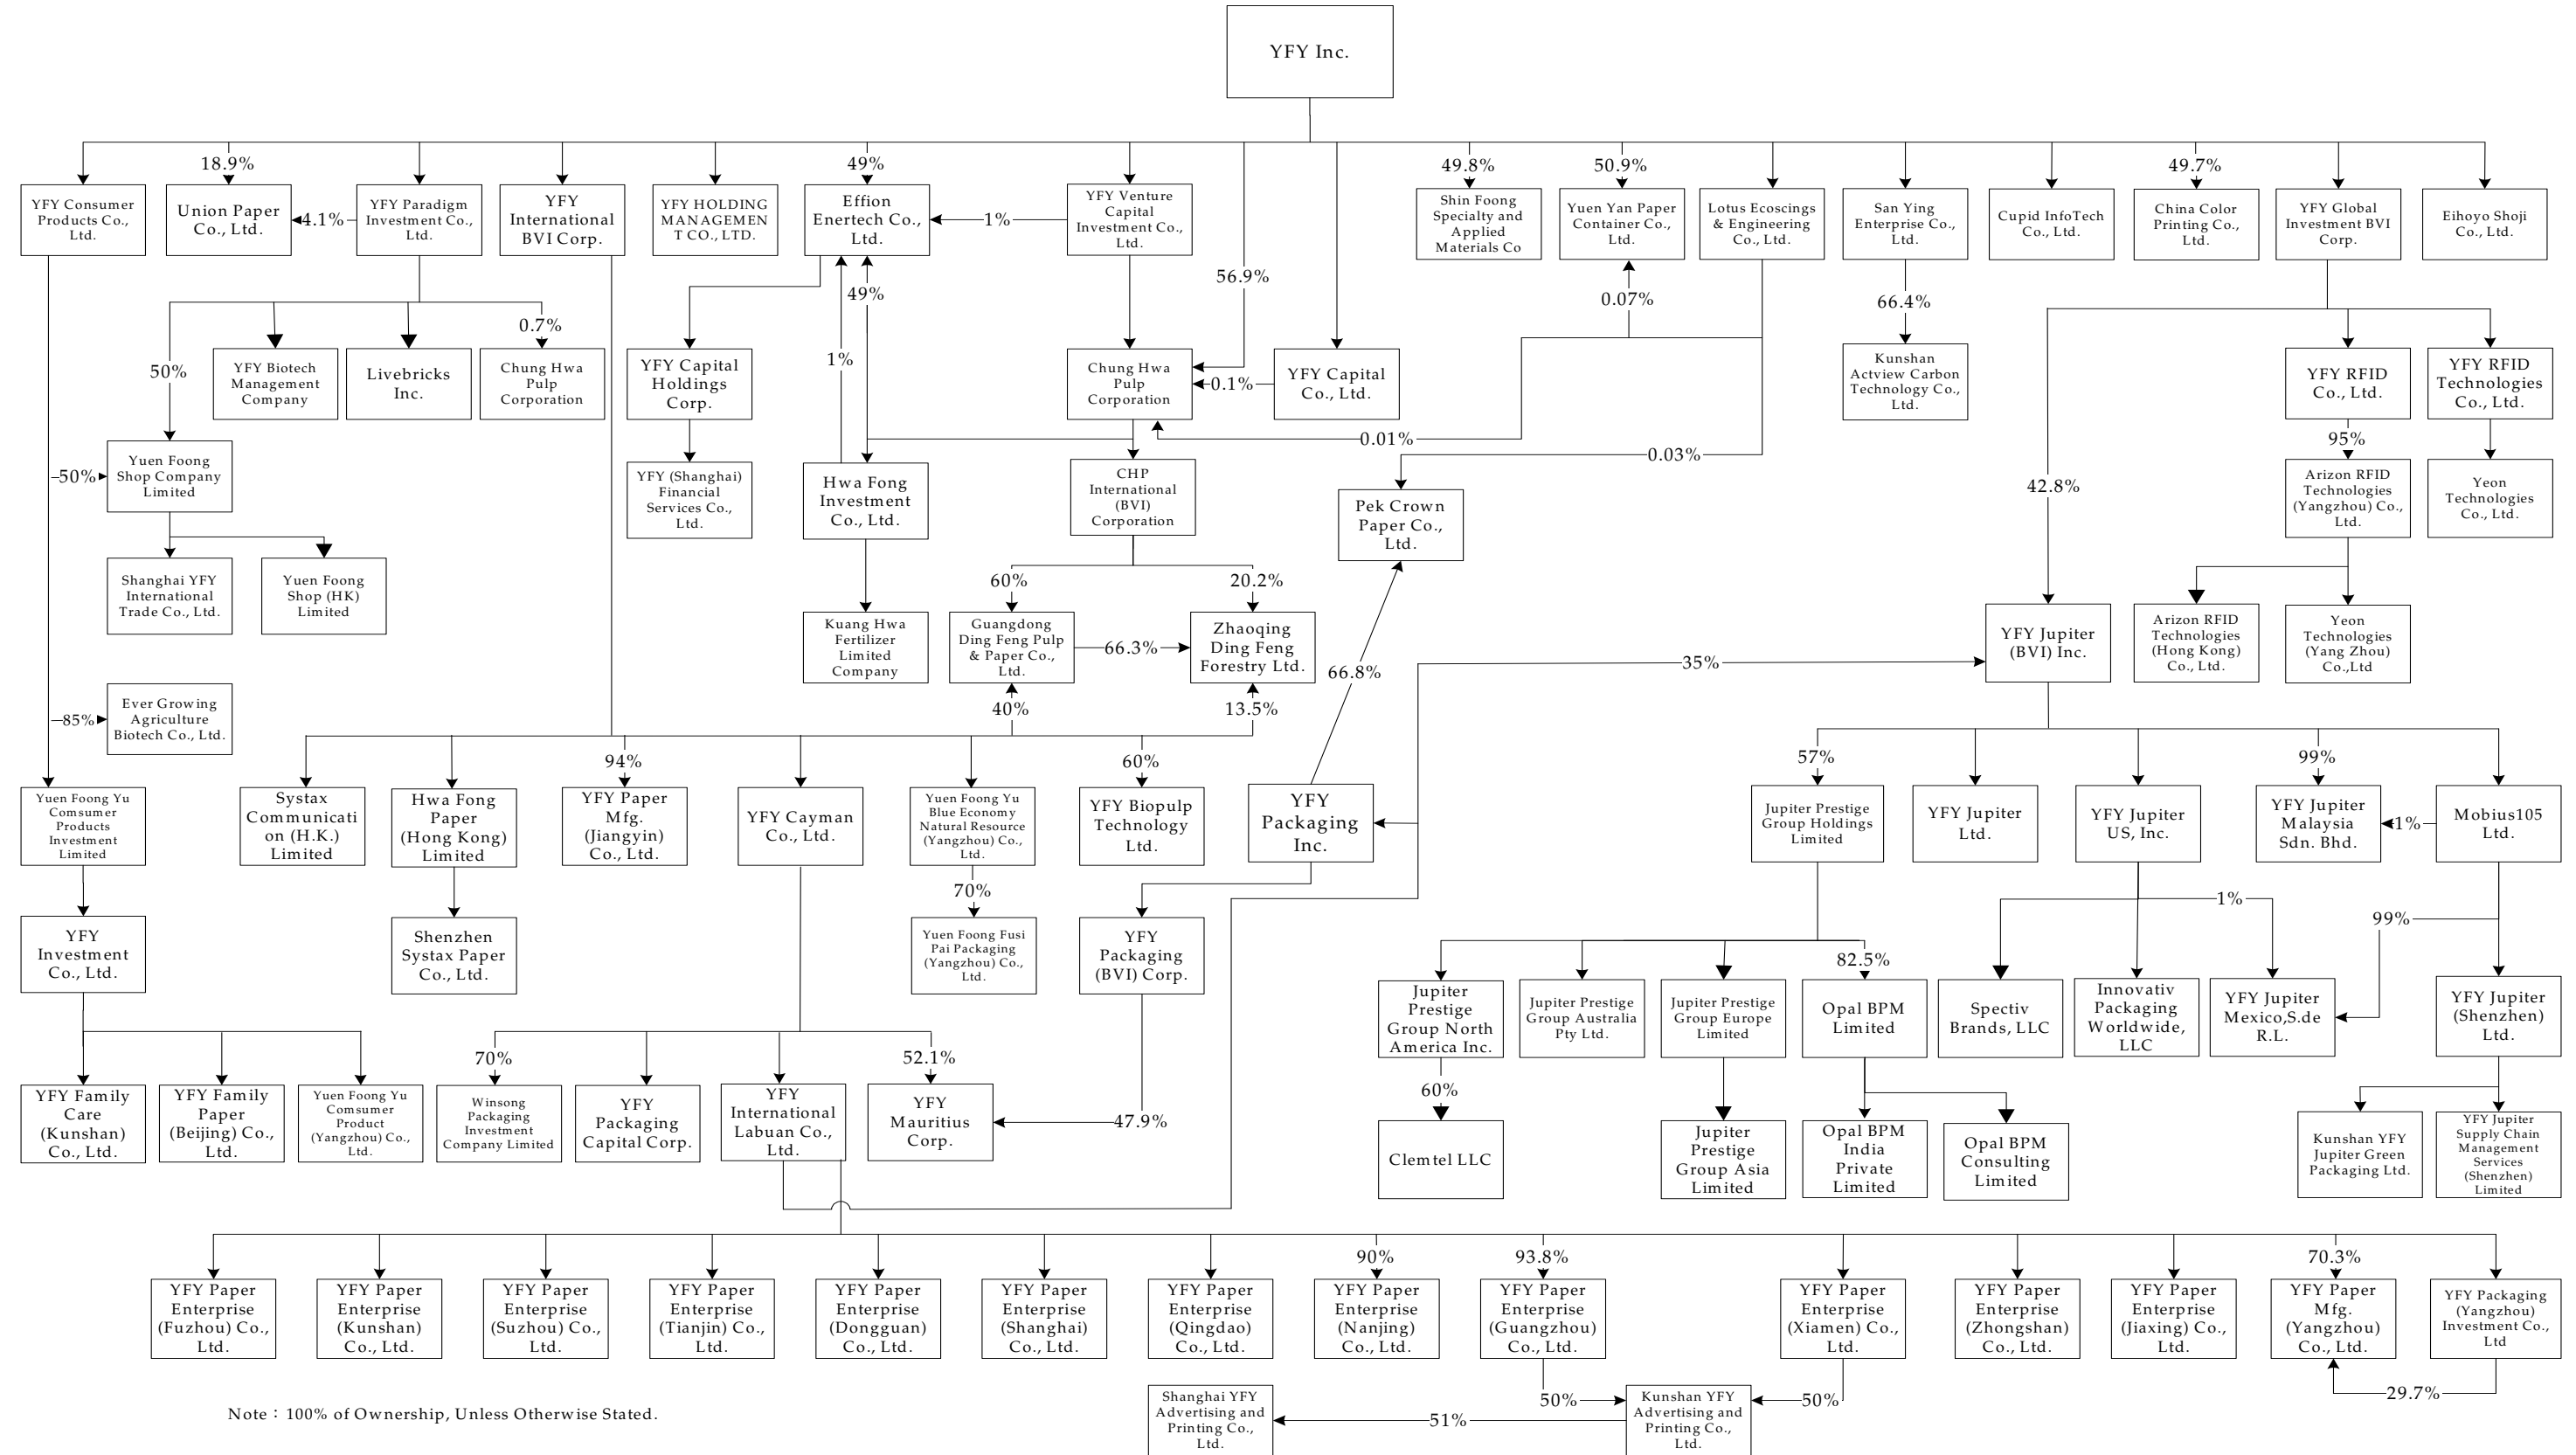 YFY Inc.
18.9%
49%
49.8%
50.9%
49.7%
YFY Consumer
Products Co.,
Ltd.
Union Paper
Co., Ltd.
4.1%
YFY Paradigm
Investment Co.,
Ltd.
YFY
International
BVI Corp.
YFY HOLDING
MANAGEMEN
T CO., LTD.
Effion
Enertech Co.,
Ltd.
1%
YFY Venture
Capital
Investment Co.,
Ltd.
Shin Foong
Specialty and
Applied
Materials Co
Yuen Yan Paper
Container Co.,
Ltd.
Lotus Ecoscings
& Engineering
Co., Ltd.
San Ying
Enterprise Co.,
Ltd.
Cupid InfoTech
Co., Ltd.
China Color
Printing Co.,
Ltd.
YFY Global
Investment BVI
Corp.
Eihoyo Shoji
Co., Ltd.
56.9%
49%
0.07%
66.4%
0.7%
1%
50%
YFY Biotech
Management
Company
Livebricks
Inc.
Chung Hwa
Pulp
Corporation
YFY Capital
Holdings
Corp.
Chung Hwa
Pulp
Corporation
0.1%
YFY Capital
Co., Ltd.
Kunshan
Actview Carbon
Technology Co.,
Ltd.
YFY RFID
Co., Ltd.
YFY RFID
Technologies
Co., Ltd.
0.01%
95%
0.03%
42.8%
50%
Yuen Foong
Shop Company
Limited
YFY (Shanghai)
Financial
Services Co.,
Ltd.
Hwa Fong
Investment
Co., Ltd.
CHP
International
(BVI)
Corporation
Pek Crown
Paper Co.,
Ltd.
Arizon RFID
Technologies
(Yangzhou) Co.,
Ltd.
Yeon
Technologies
Co., Ltd.
60%
20.2%
Shanghai YFY
International
Trade Co., Ltd.
Yuen Foong
Shop (HK)
Limited
Kuang Hwa
Fertilizer
Limited
Company
Guangdong
Ding Feng Pulp
& Paper Co.,
Ltd.
66.3%
Zhaoqing
Ding Feng
Forestry Ltd.
66.8%
35%
YFY Jupiter
(BVI) Inc.
Arizon RFID
Technologies
(Hong Kong)
Co., Ltd.
Yeon
Technologies
(Yang Zhou)
Co.,Ltd
85%
Ever Growing
Agriculture
Biotech Co., Ltd.
40%
13.5%
94%
60%
57%
99%
Yuen Foong Yu
Comsumer
Products
Investment
Limited
Systax
Communicati
on (H.K.)
Limited
Hwa Fong
Paper
(Hong Kong)
Limited
YFY Paper
Mfg.
(Jiangyin)
Co., Ltd.
YFY Cayman
Co., Ltd.
Yuen Foong Yu
Blue Economy
Natural Resource
(Yangzhou) Co.,
Ltd.
YFY Biopulp
Technology
Ltd.
YFY
Packaging
Inc.
Jupiter Prestige
Group Holdings
Limited
YFY Jupiter
Ltd.
YFY Jupiter
US, Inc.
YFY Jupiter
Malaysia
Sdn. Bhd.
1%
Mobius105
Ltd.
70%
1%
99%
YFY
Investment
Co., Ltd.
Shenzhen
Systax Paper
Co., Ltd.
Yuen Foong Fusi
Pai Packaging
(Yangzhou) Co.,
Ltd.
YFY
Packaging
(BVI) Corp.
82.5%
Jupiter
Prestige
Group North
America Inc.
Jupiter Prestige
Group Australia
Pty Ltd.
Jupiter Prestige
Group Europe
Limited
Opal BPM
Limited
Spectiv
Brands, LLC
Innovativ
Packaging
Worldwide,
LLC
YFY Jupiter
Mexico,S.de
R.L.
YFY Jupiter
(Shenzhen)
Ltd.
70%
52.1%
60%
YFY Family
Care
(Kunshan)
Co., Ltd.
YFY Family
Paper
(Beijing) Co.,
Ltd.
Yuen Foong Yu
Comsumer
Product
(Yangzhou) Co.,
Ltd.
Winsong
Packaging
Investment
Company Limited
YFY
Packaging
Capital Corp.
YFY
International
Labuan Co.,
Ltd.
YFY
Mauritius
Corp.
47.9%
Clemtel LLC
Jupiter
Prestige
Group Asia
Limited
Opal BPM
India
Private
Limited
Opal BPM
Consulting
Limited
Kunshan YFY
Jupiter Green
Packaging Ltd.
YFY Jupiter
Supply Chain
Management
Services
(Shenzhen)
Limited
90%
93.8%
70.3%
YFY Paper
Enterprise
(Fuzhou) Co.,
Ltd.
YFY Paper
Enterprise
(Kunshan)
Co., Ltd.
YFY Paper
Enterprise
(Suzhou) Co.,
Ltd.
YFY Paper
Enterprise
(Tianjin) Co.,
Ltd.
YFY Paper
Enterprise
(Dongguan)
Co., Ltd.
YFY Paper
Enterprise
(Shanghai)
Co., Ltd.
YFY Paper
Enterprise
(Qingdao)
Co., Ltd.
YFY Paper
Enterprise
(Nanjing)
Co., Ltd.
YFY Paper
Enterprise
(Guangzhou)
Co., Ltd.
YFY Paper
Enterprise
(Xiamen) Co.,
Ltd.
YFY Paper
Enterprise
(Zhongshan)
Co., Ltd.
YFY Paper
Enterprise
(Jiaxing) Co.,
Ltd.
YFY Paper
Mfg.
(Yangzhou)
Co., Ltd.
YFY Packaging
(Yangzhou)
Investment Co.,
Ltd
29.7%
50%
50%
Shanghai YFY
Advertising and
Printing Co.,
Ltd.
51%
Kunshan YFY
Advertising and
Printing Co.,
Ltd.
Note：100% of Ownership, Unless Otherwise Stated.